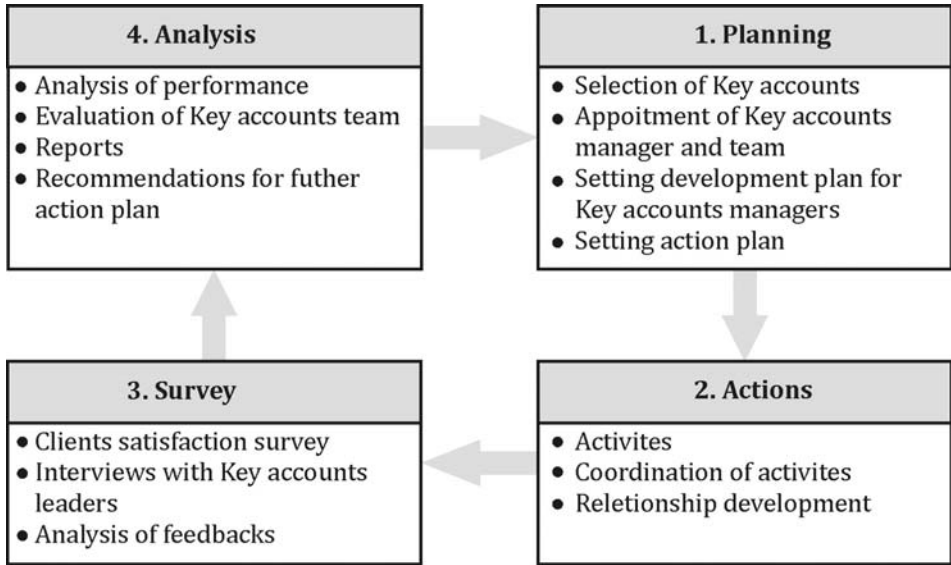 4. Analysis
● Analysis of performance
● Evaluation of Key accounts team
● Reports
● Recommendations for futher
action plan
1. Planning
● Selection of Key accounts
● Appoitment of Key accounts
manager and team
● Setting development plan for
Key accounts managers
● Setting action plan
3. Survey
● Clients satisfaction survey
● Interviews with Key accounts
leaders
● Analysis of feedbacks
2. Actions
● Activites
● Coordination of activites
● Reletionship development